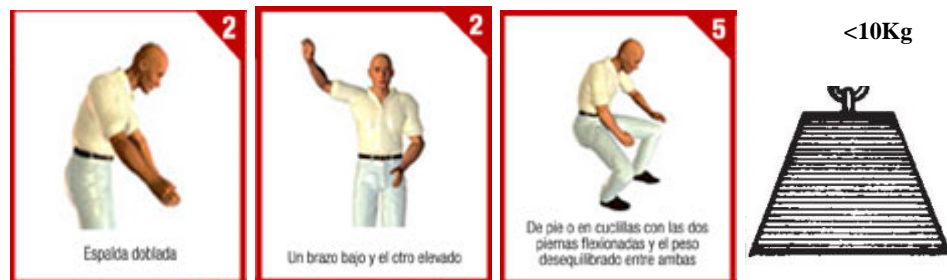 2
Espalda doblada
2
Un brazo bajo y el otro elevado
5
De pie o en cuclillas con las dos
piernas flexionadas y el peso
desequilibrado entre ambas
<10Kg